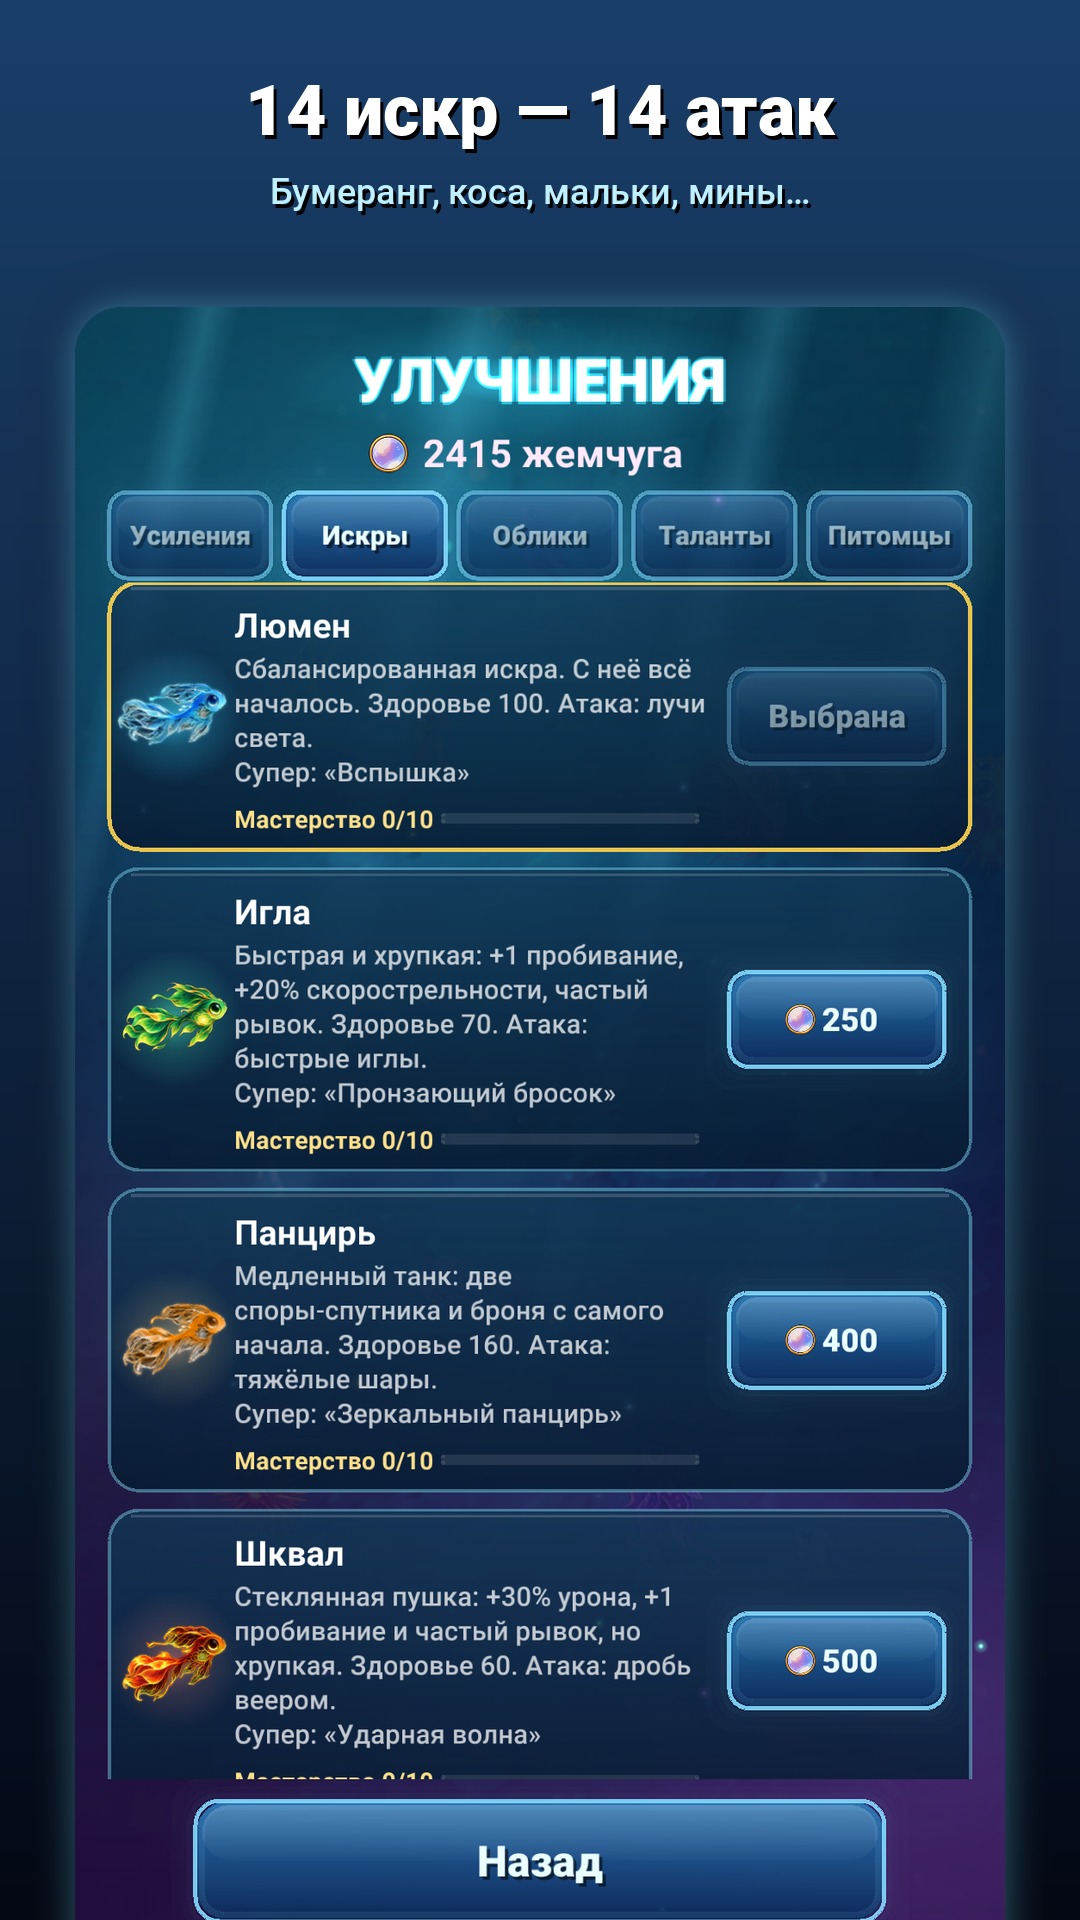 14 искр — 14 атак
Бумеранг, коса, мальки, мины...
УЛУЧШЕНИЯ
2415 жемчуга
Усиления Искры Облики Таланты Питомцы
Люмен
Сбалансированная искра. С неё всё
началось. Здоровье 100. Атака: лучи
света.
Супер: «Вспышка»
Мастерство 0/10
Выбрана
Игла
Быстрая и хрупкая: +1 пробивание,
+20% скорострельности, частый
рывок. Здоровье 70. Атака:
быстрые иглы.
Супер: «Пронзающий бросок»
Мастерство 0/10
250
Панцирь
Медленный танк: две
споры-спутника и броня с самого
начала. Здоровье 160. Атака:
тяжёлые шары.
Супер: «Зеркальный панцирь»
Мастерство 0/10
400
Шквал
Стеклянная пушка: +30% урона, +1
пробивание и частый рывок, но
хрупкая. Здоровье 60. Атака: дробь
веером.
Супер: «Ударная волна»
Мастерство 0/10
500
Назад